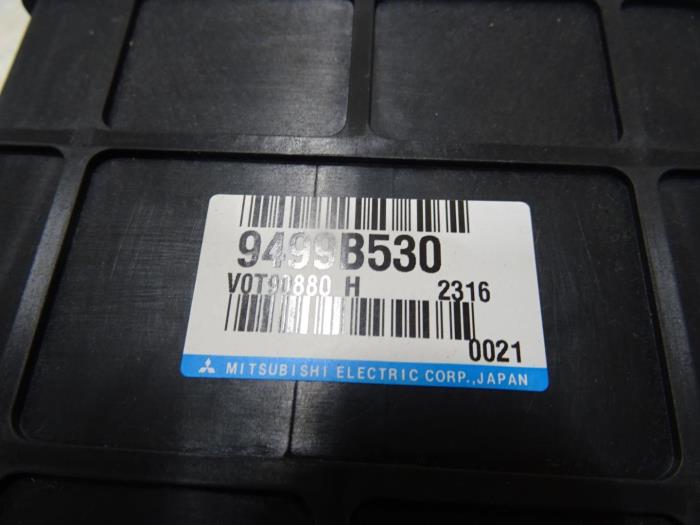 9499B530
V0T90880 H 2316
0021
MITSUBISHI ELECTRIC CORP.,JAPAN